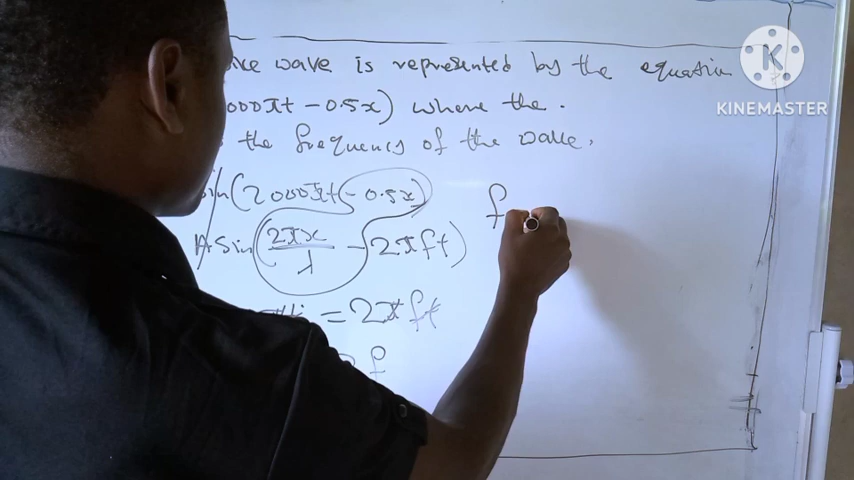 wave is represented by the equation
000πt - 0.5x) where the .
the frequency of the wave.
Sin(2000πt - 0.5x)
A Sin(2πx/λ - 2πft)
= 2πft
f
f
K
KINEMASTER